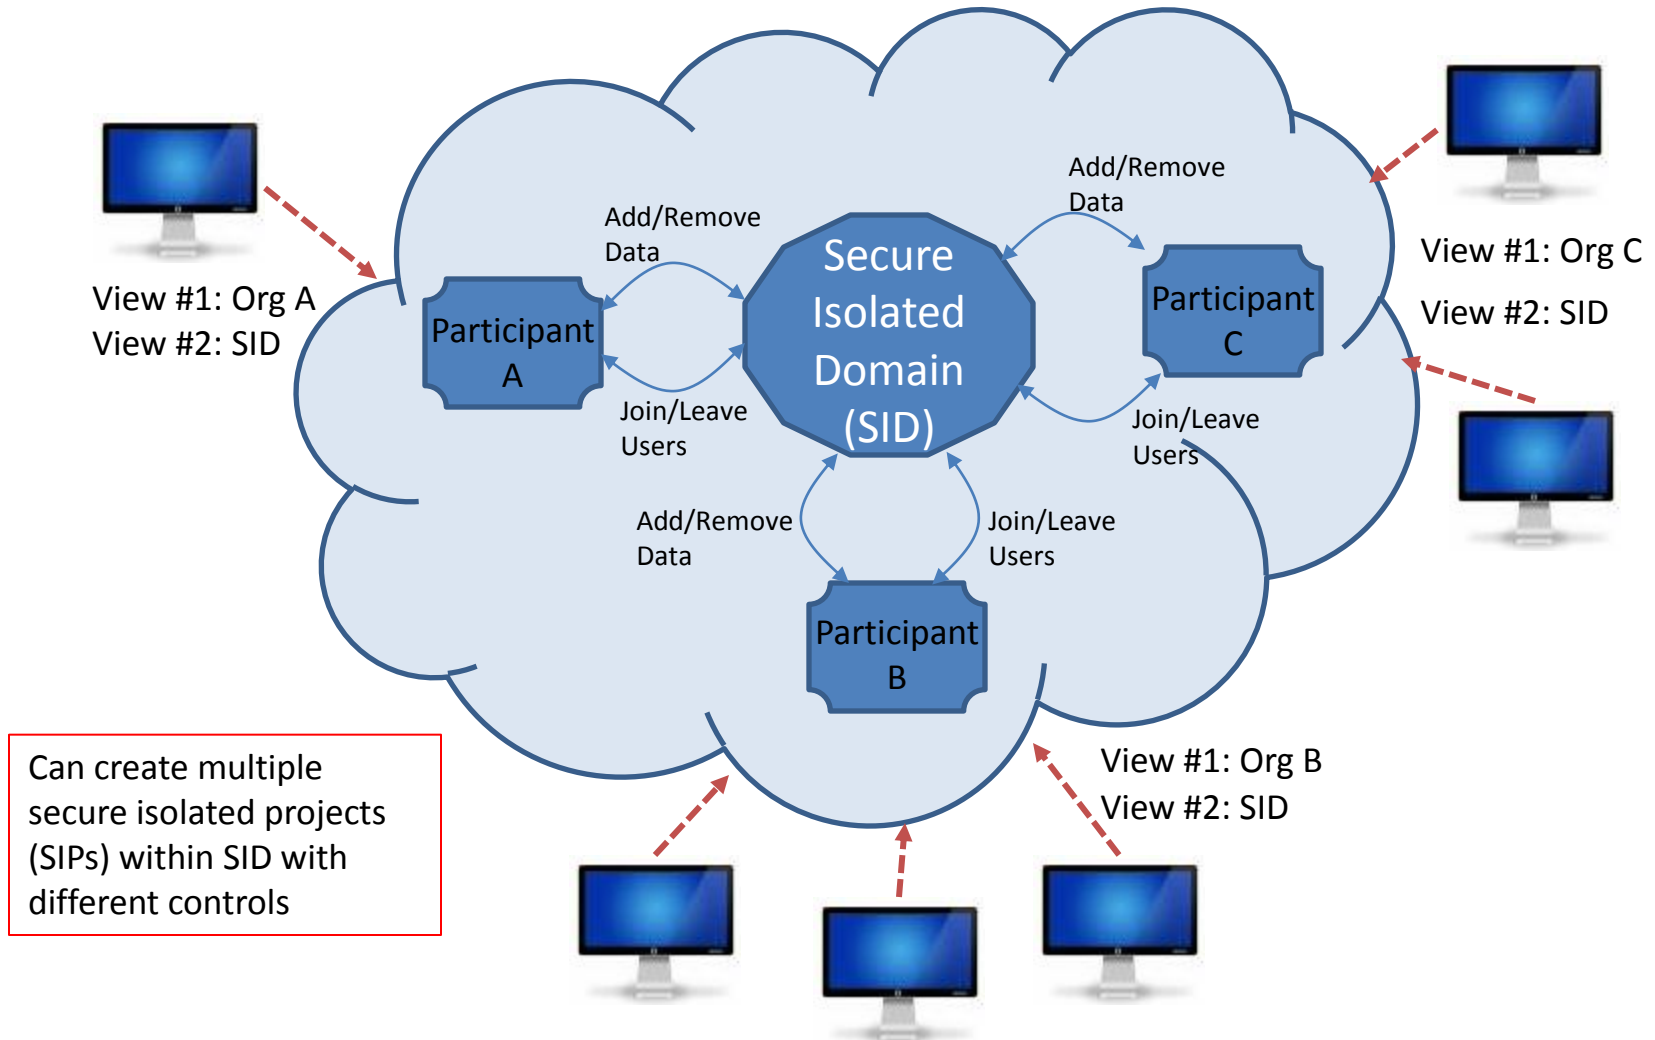 Add/Remove
Data
Add/Remove
Data
Secure
Isolated
Domain
(SID)
View #1: Org C
View #2: SID
View #1: Org A
View #2: SID
Participant
A
Participant
C
Join/Leave
Users
Join/Leave
Users
Add/Remove
Data
Join/Leave
Users
Participant
B
View #1: Org B
View #2: SID
Can create multiple
secure isolated projects
(SIPs) within SID with
different controls